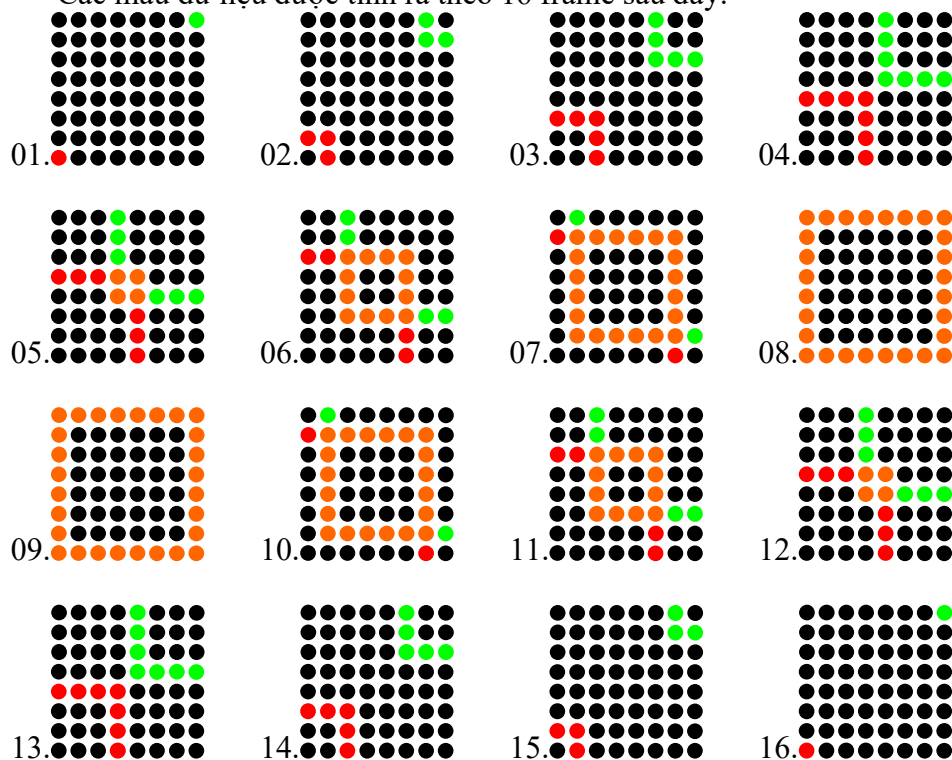 Các mẫu dữ liệu được tính ra theo 16 frame sau đây:
01. 02. 03. 04.
05. 06. 07. 08.
09. 10. 11. 12.
13. 14. 15. 16.